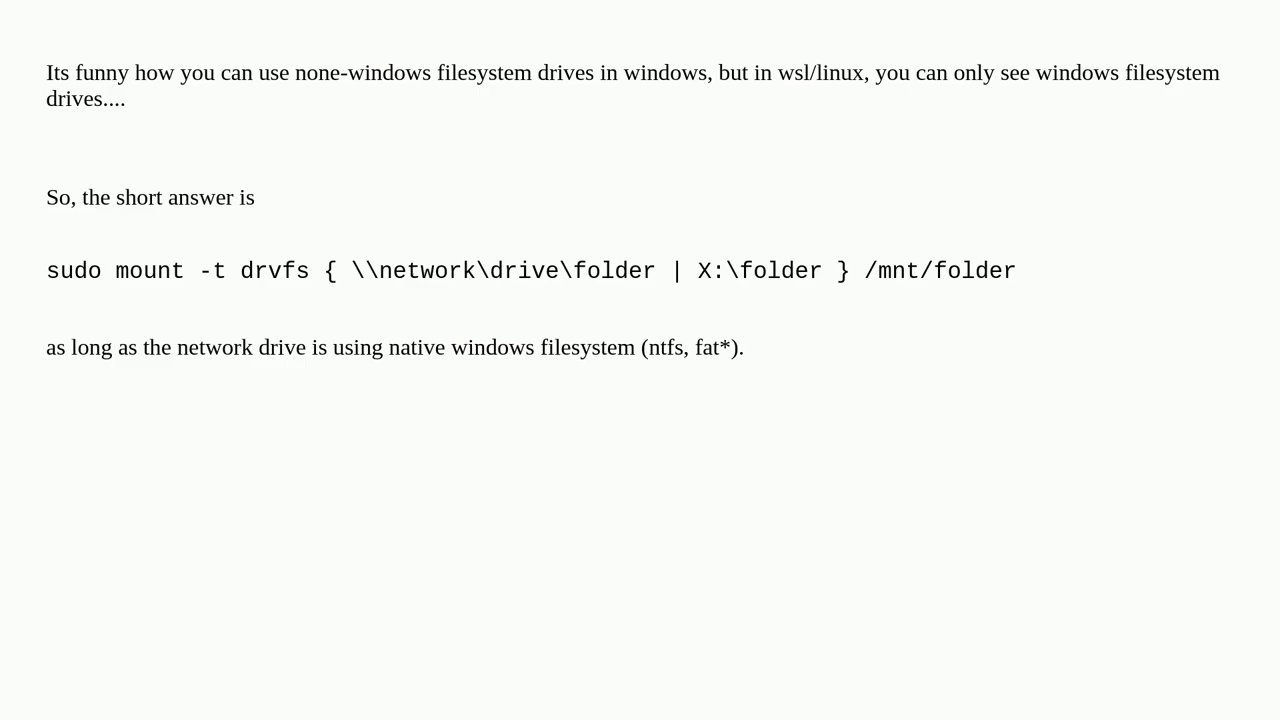 Its funny how you can use none-windows filesystem drives in windows, but in wsl/linux, you can only see windows filesystem
drives....
So, the short answer is
sudo mount -t drvfs { \\network\drive\folder | X:\folder } /mnt/folder
as long as the network drive is using native windows filesystem (ntfs, fat*).